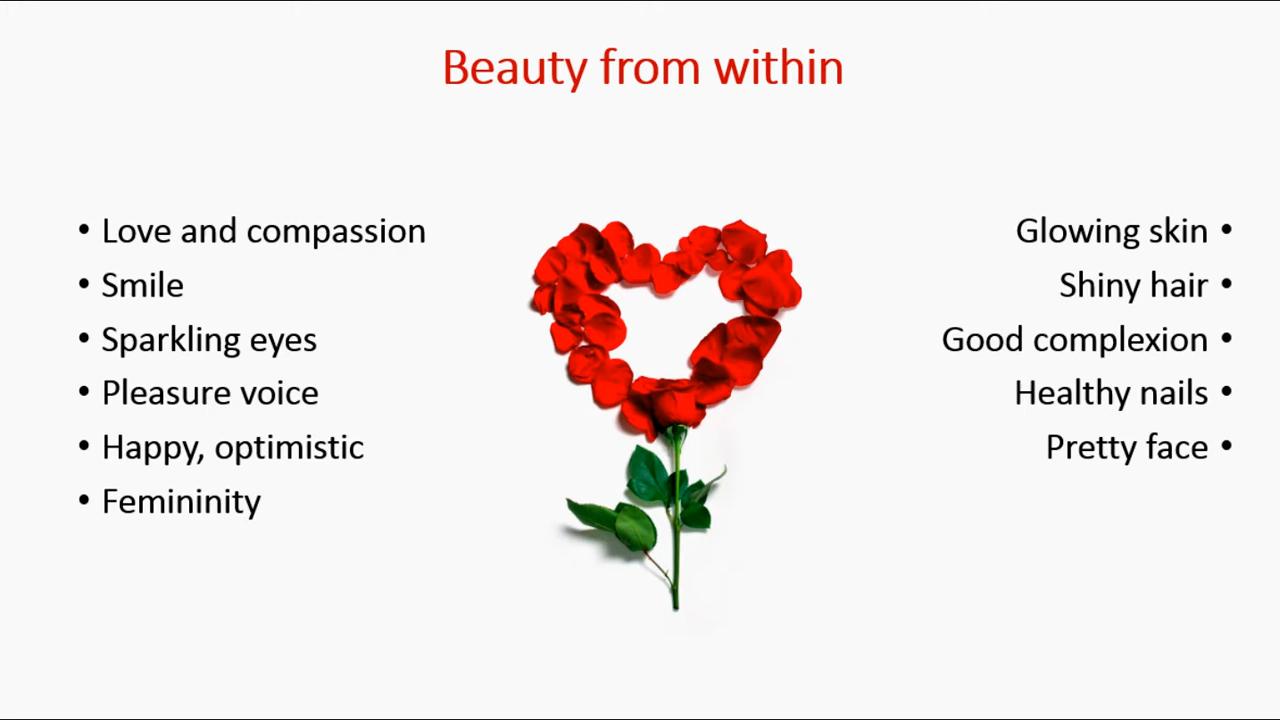 Beauty from within
• Love and compassion
• Smile
• Sparkling eyes
• Pleasure voice
• Happy, optimistic
• Femininity
Glowing skin •
Shiny hair •
Good complexion •
Healthy nails •
Pretty face •